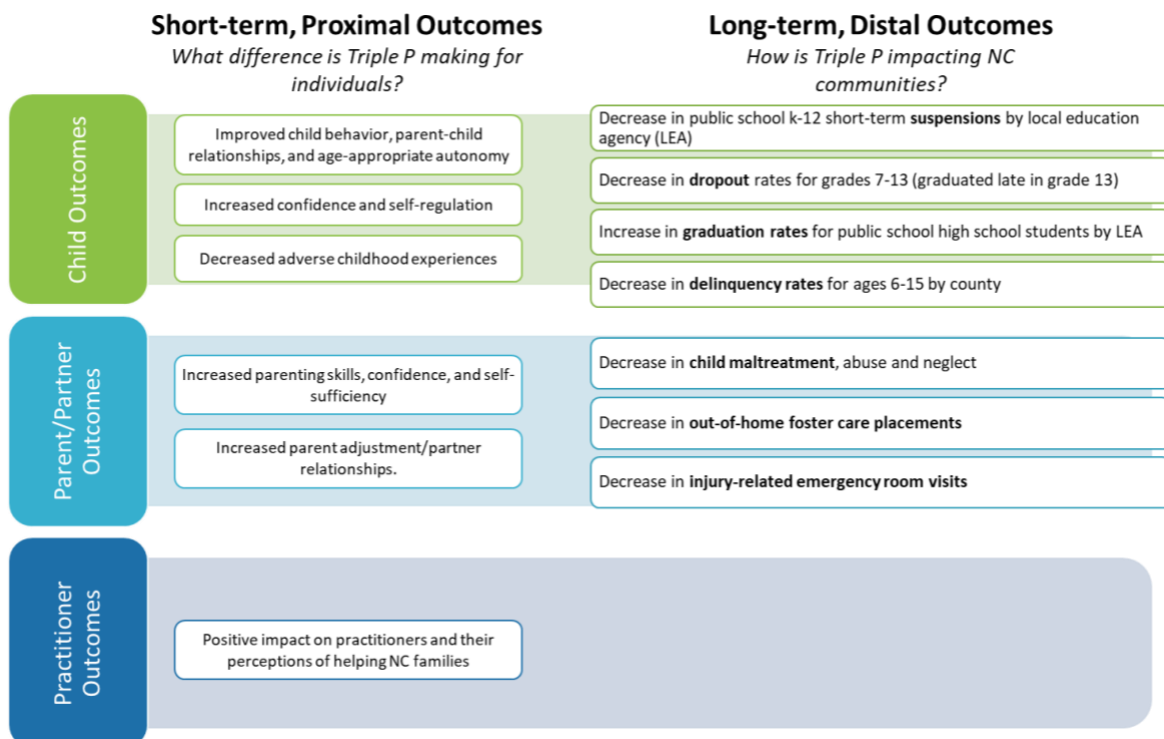 Short-term, Proximal Outcomes
What difference is Triple P making for
individuals?
Long-term, Distal Outcomes
How is Triple P impacting NC
communities?
Child Outcomes
Improved child behavior, parent-child
relationships, and age-appropriate autonomy
Increased confidence and self-regulation
Decreased adverse childhood experiences
Decrease in public school k-12 short-term suspensions by local education
agency (LEA)
Decrease in dropout rates for grades 7-13 (graduated late in grade 13)
Increase in graduation rates for public school high school students by LEA
Decrease in delinquency rates for ages 6-15 by county
Parent/Partner
Outcomes
Increased parenting skills, confidence, and self-
sufficiency
Increased parent adjustment/partner
relationships.
Decrease in child maltreatment, abuse and neglect
Decrease in out-of-home foster care placements
Decrease in injury-related emergency room visits
Practitioner
Outcomes
Positive impact on practitioners and their
perceptions of helping NC families